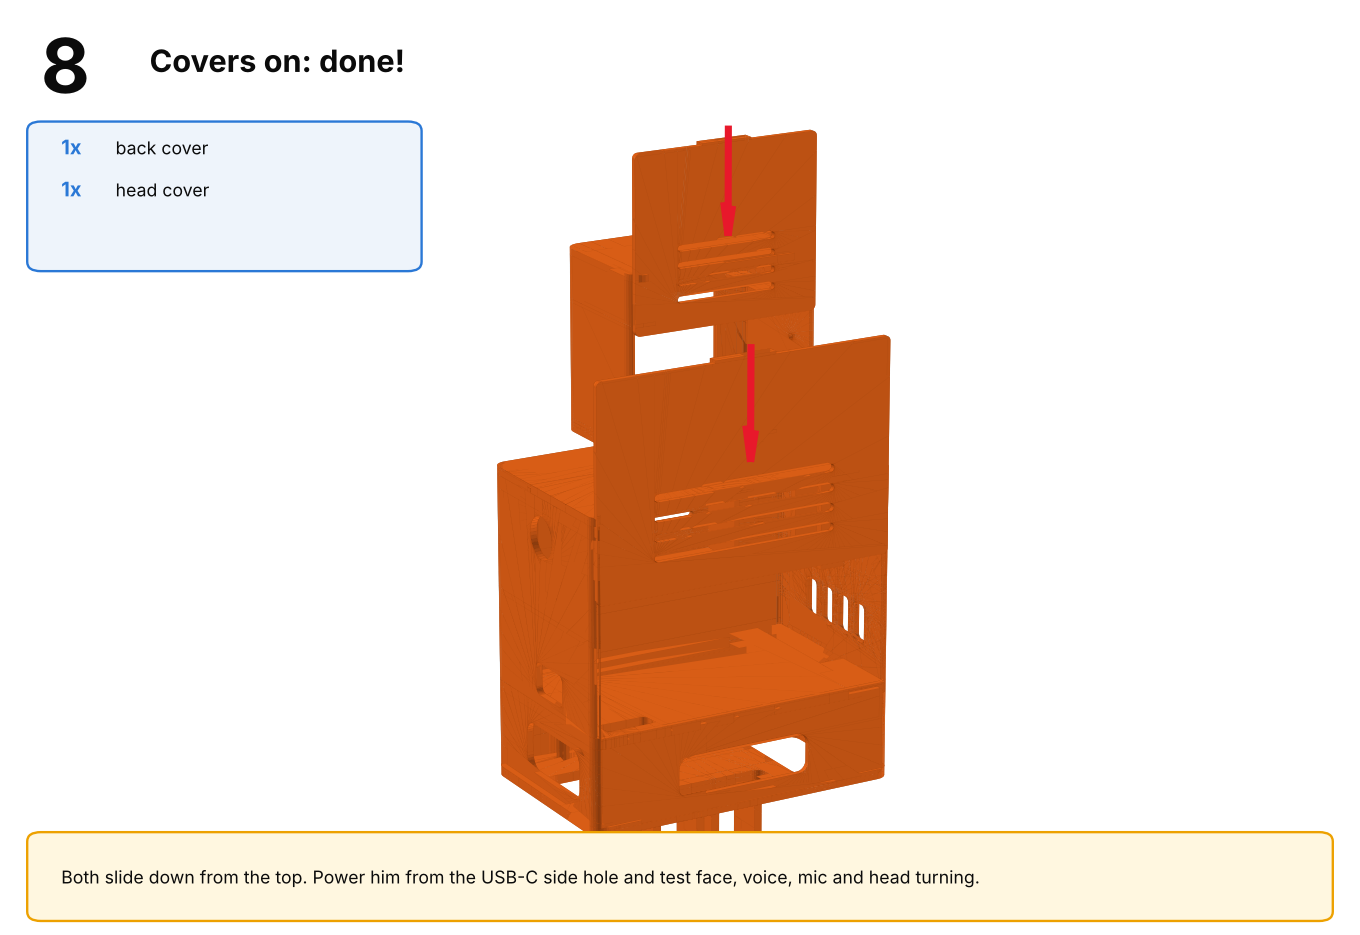 8
Covers on: done!
1x back cover
1x head cover
Both slide down from the top. Power him from the USB-C side hole and test face, voice, mic and head turning.